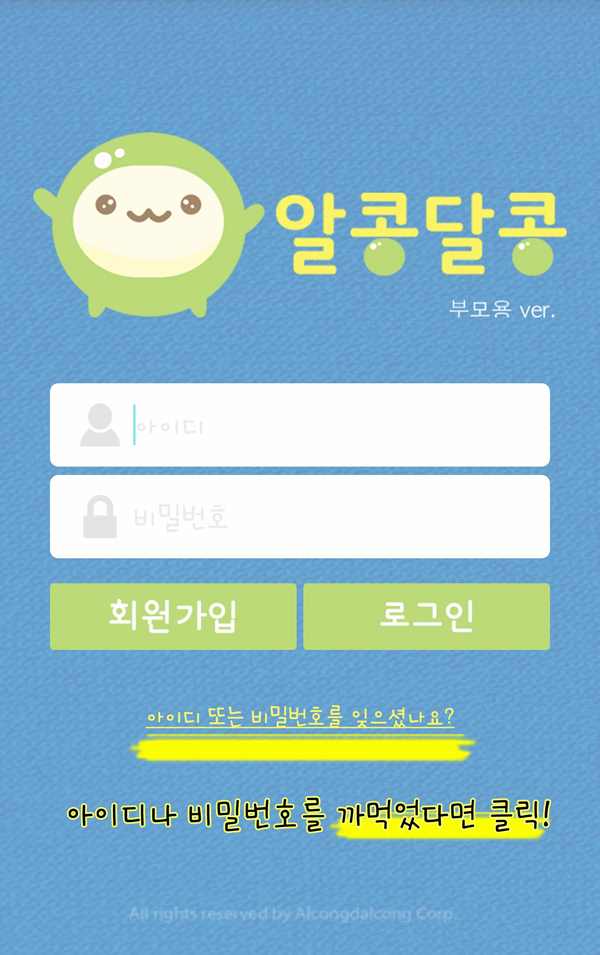 알콩달콩
부모용 ver.
아이디
비밀번호
회원가입
로그인
아이디 또는 비밀번호를 잊으셨나요?
아이디나 비밀번호를 까먹었다면 클릭!
All rights reserved by Alcongdalcong Corp.